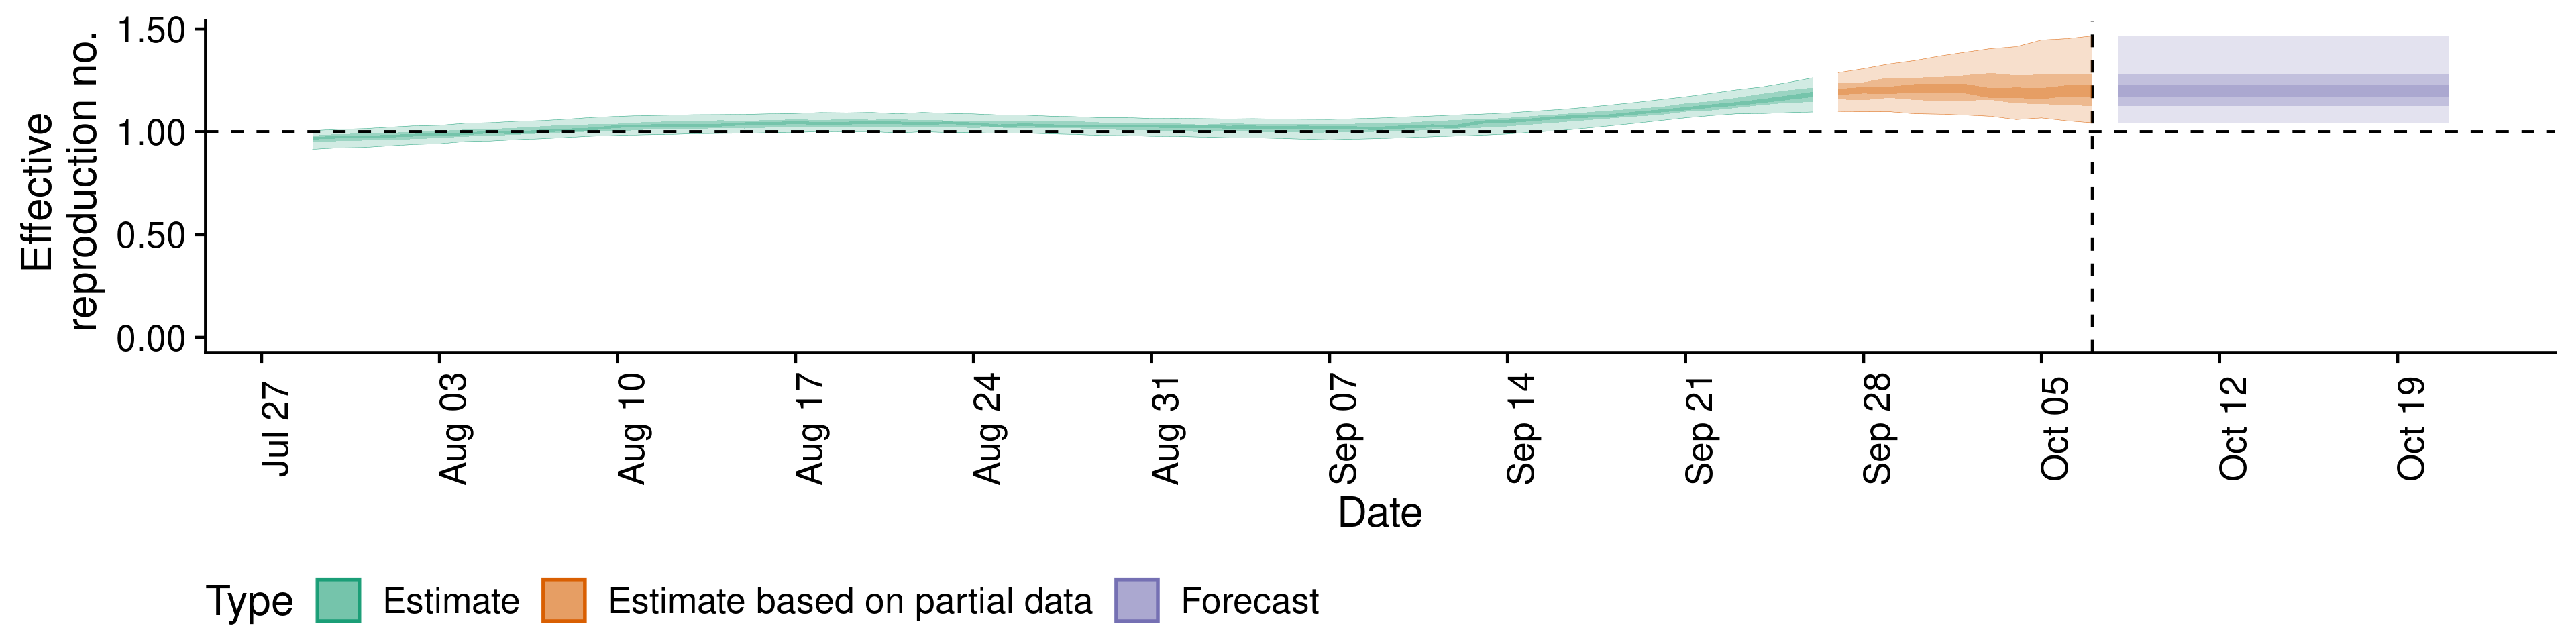 Effective
reproduction no.
1.50
1.00
0.50
0.00
Jul 27
Aug 03
Aug 10
Aug 17
Aug 24
Aug 31
Sep 07
Sep 14
Sep 21
Sep 28
Oct 05
Oct 12
Oct 19
Date
Type Estimate Estimate based on partial data Forecast